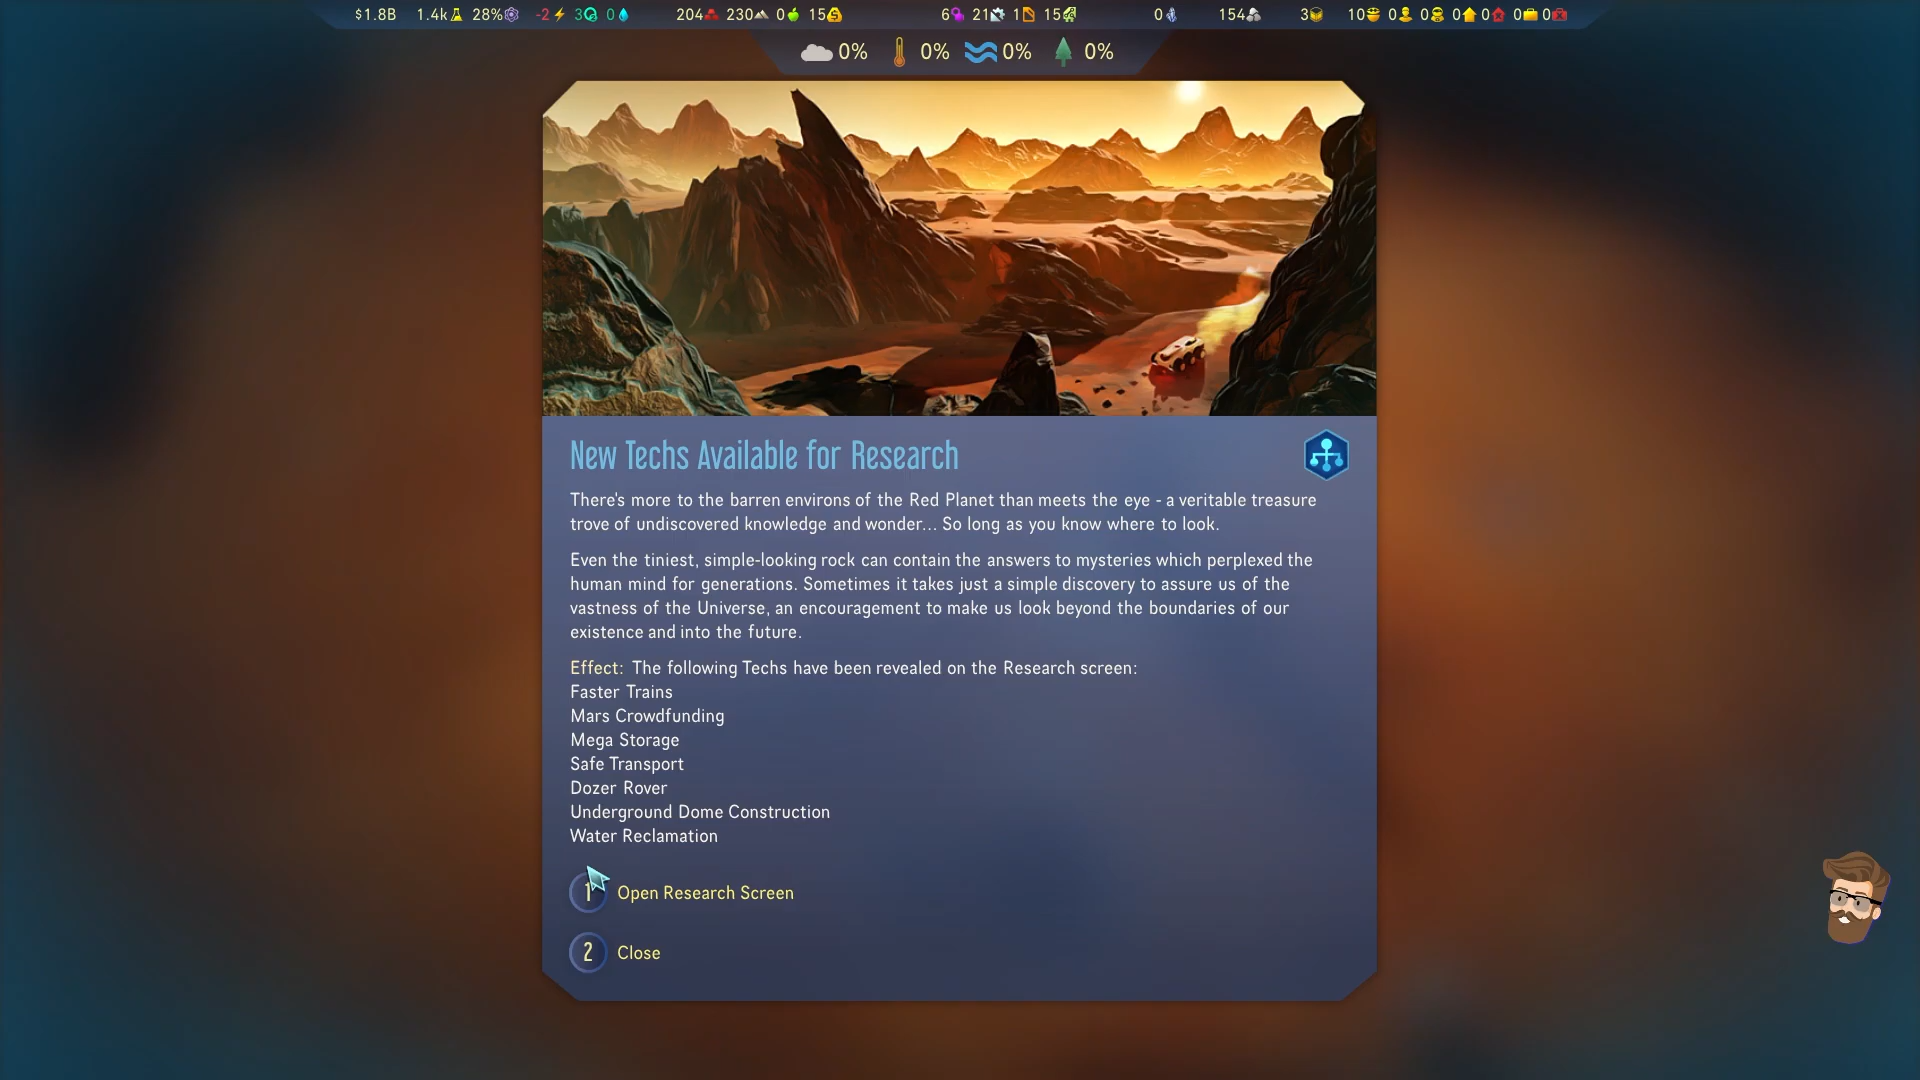 $1.8B 1.4k 28% -2 3 0 204 230 0 15 6 21 1 15 0 154 3 10 0 0 0 0 0 0
0% 0% 0% 0%
New Techs Available for Research
There's more to the barren environs of the Red Planet than meets the eye - a veritable treasure
trove of undiscovered knowledge and wonder... So long as you know where to look.
Even the tiniest, simple-looking rock can contain the answers to mysteries which perplexed the
human mind for generations. Sometimes it takes just a simple discovery to assure us of the
vastness of the Universe, an encouragement to make us look beyond the boundaries of our
existence and into the future.
Effect: The following Techs have been revealed on the Research screen:
Faster Trains
Mars Crowdfunding
Mega Storage
Safe Transport
Dozer Rover
Underground Dome Construction
Water Reclamation
1 Open Research Screen
2 Close